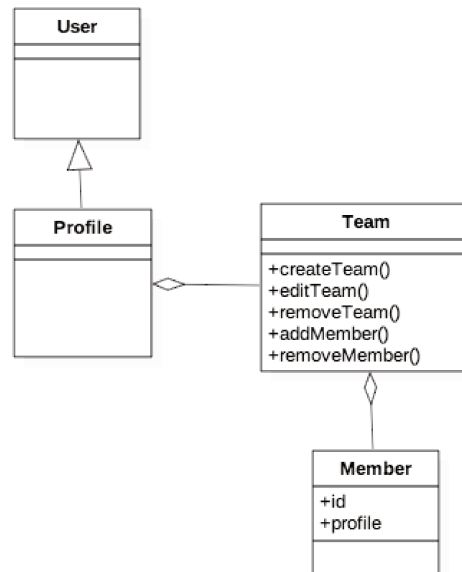 User
Profile
Team
+createTeam()
+editTeam()
+removeTeam()
+addMember()
+removeMember()
Member
+id
+profile